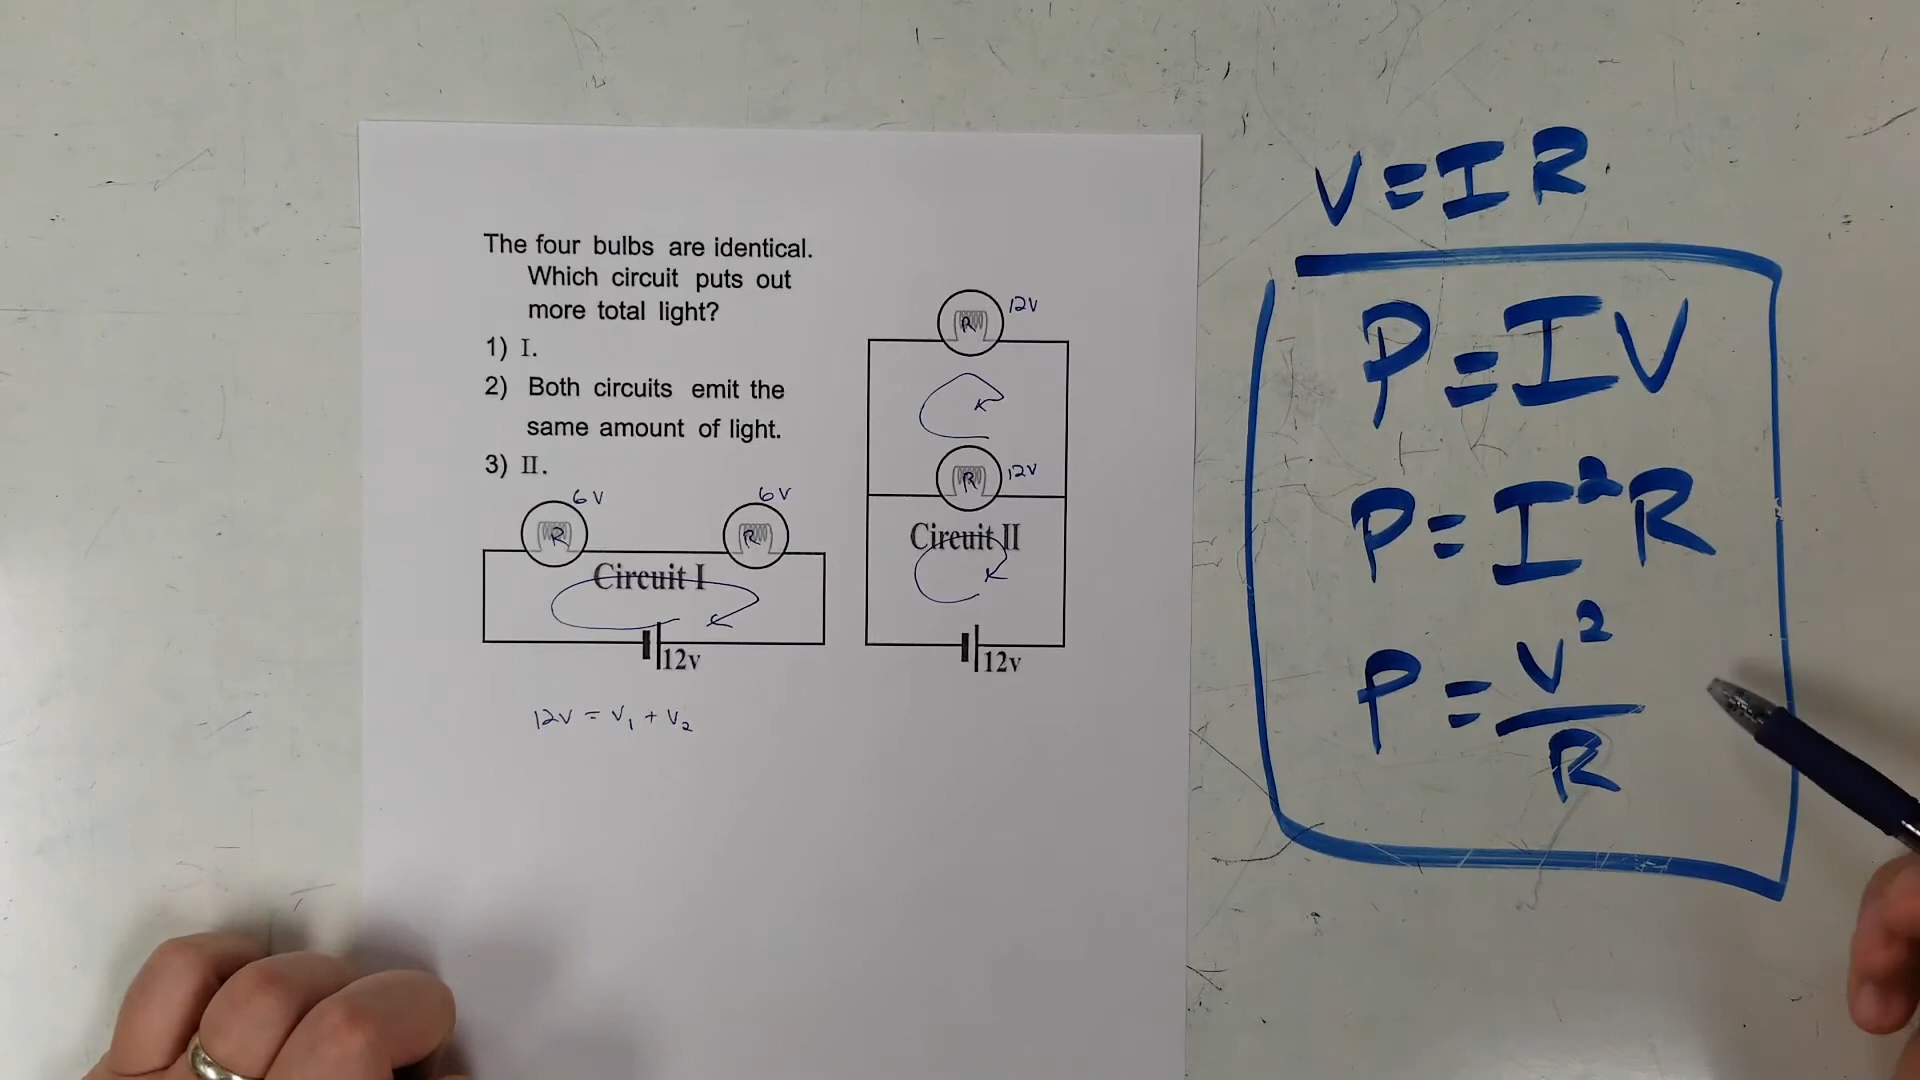 The four bulbs are identical.
Which circuit puts out
more total light?
1) I.
2) Both circuits emit the
same amount of light.
3) II.
6V
6V
R
R
Circuit I
12v
12V = V₁ + V₂
12V
R
12V
R
Circuit II
12v
V = IR
P = IV
P = I²R
P = V²/R